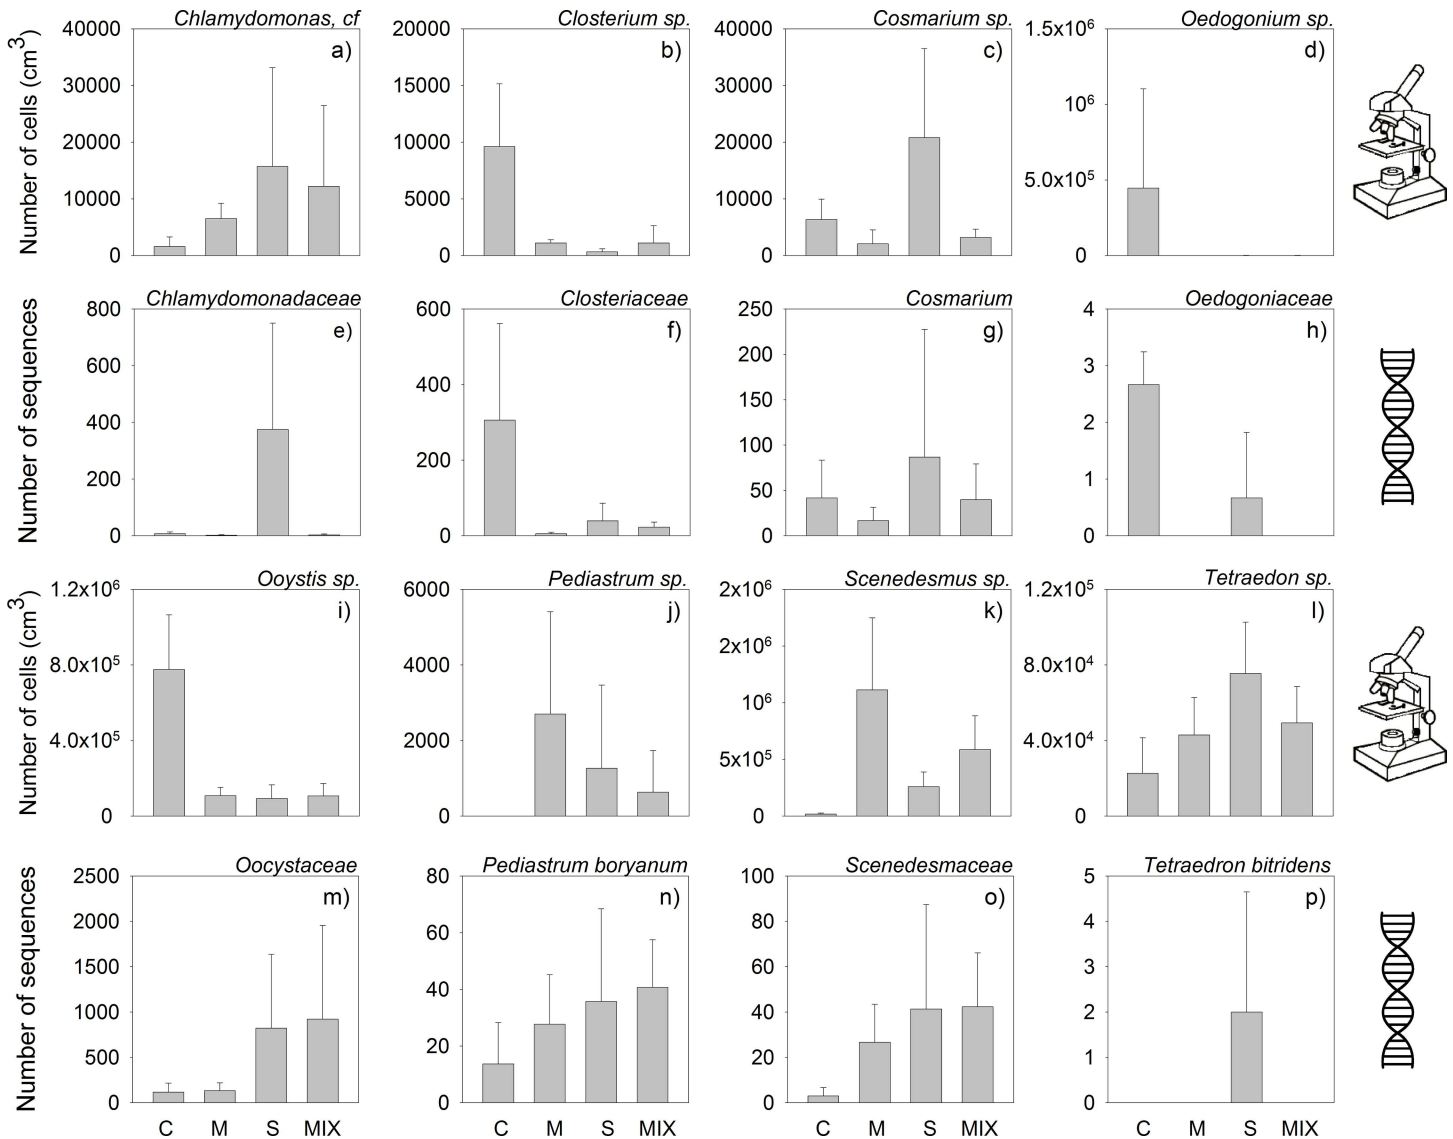 Chlamydomonas, cf
Closterium sp.
Cosmarium sp.
Oedogonium sp.
Number of cells (cm3)
40000
30000
20000
10000
0
a)
20000
15000
10000
5000
0
b)
40000
30000
20000
10000
0
c)
1.5x10⁶
10⁶
5.0x10⁵
0
d)
Chlamydomonadaceae
Closteriaceae
Cosmarium
Oedogoniaceae
Number of sequences
800
600
400
200
0
e)
600
400
200
0
f)
250
200
150
100
50
0
g)
4
3
2
1
0
h)
Ooystis sp.
Pediastrum sp.
Scenedesmus sp.
Tetraedon sp.
Number of cells (cm3)
1.2x10⁶
8.0x10⁵
4.0x10⁵
0
i)
6000
4000
2000
0
j)
2x10⁶
2x10⁶
10⁶
5x10⁵
0
k)
1.2x10⁵
8.0x10⁴
4.0x10⁴
0
l)
Oocystaceae
Pediastrum boryanum
Scenedesmaceae
Tetraedron bitridens
Number of sequences
2500
2000
1500
1000
500
0
m)
80
60
40
20
0
n)
100
80
60
40
20
0
o)
5
4
3
2
1
0
p)
C M S MIX
C M S MIX
C M S MIX
C M S MIX